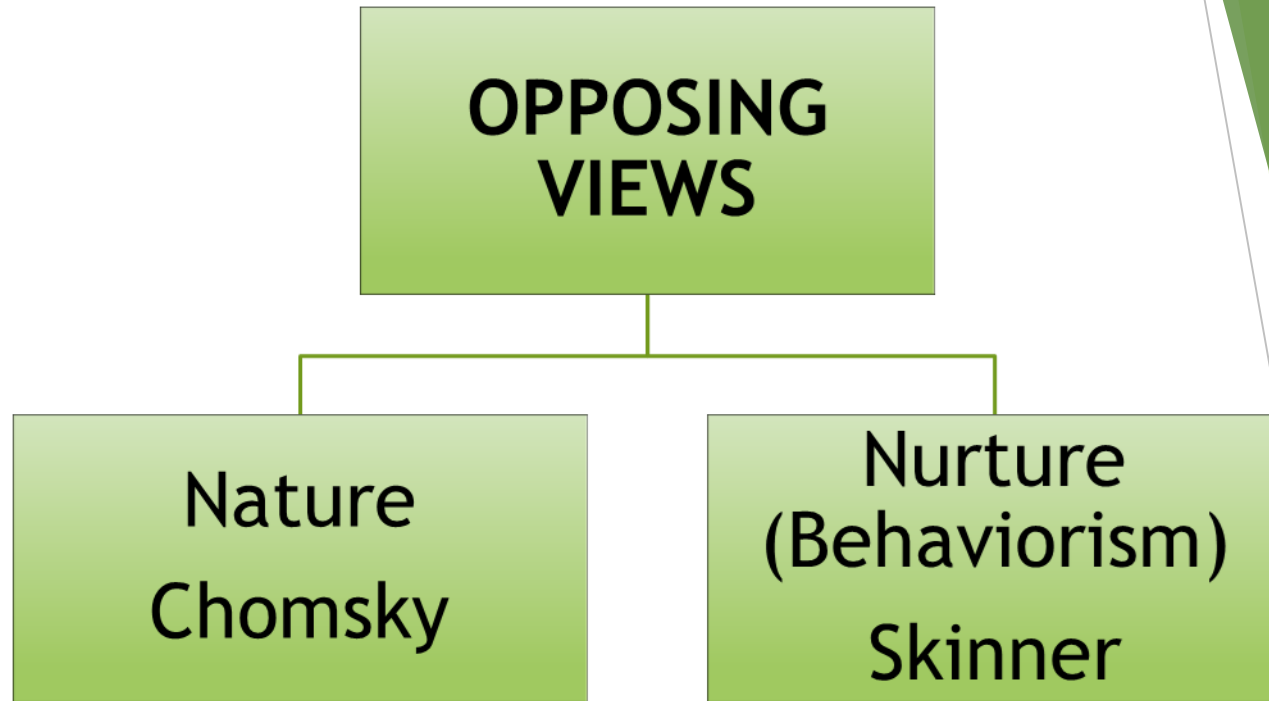 OPPOSING
VIEWS
Nature
Chomsky
Nurture
(Behaviorism)
Skinner